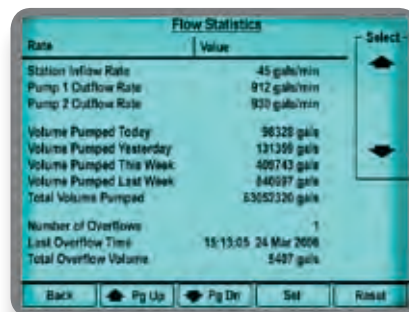 Flow Statistics
Rate Value
Select
Station Inflow Rate 45 gals/min
Pump 1 Outflow Rate 912 gals/min
Pump 2 Outflow Rate 930 gals/min
Volume Pumped Today 98328 gals
Volume Pumped Yesterday 131359 gals
Volume Pumped This Week 409743 gals
Volume Pumped Last Week gals
Total Volume Pumped 63052320 gals
Number of Overflows 1
Last Overflow Time 15:13:05 24 Mar 2006
Total Overflow Volume 5407 gals
Back Pg Up Pg Dn Set Reset